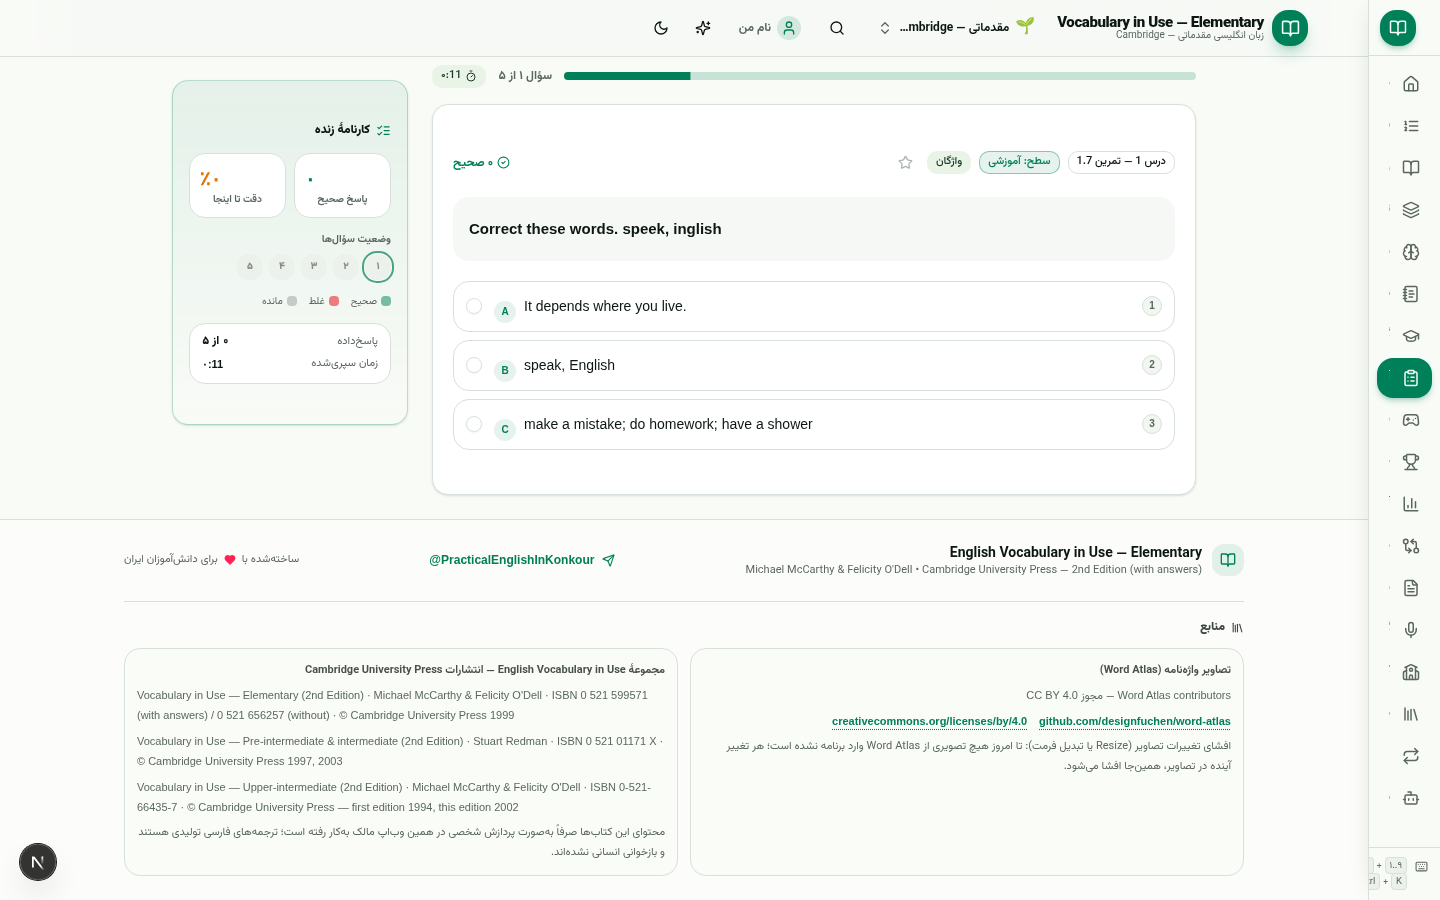 Vocabulary in Use — Elementary
زبان انگلیسی مقدماتی — Cambridge
🌱 مقدماتی — mbridge...
نام من
سؤال ۱ از ۵
۰:11
درس 1 — تمرین 1.7
سطح: آموزشی
واژگان
۰ صحیح
Correct these words. speek, inglish
A It depends where you live. 1
B speak, English 2
C make a mistake; do homework; have a shower 3
کارنامهٔ زنده
۰
پاسخ صحیح
۰٪
دقت تا اینجا
وضعیت سؤال‌ها
۱ ۲ ۳ ۴ ۵
صحیح غلط مانده
پاسخ‌داده ۰ از ۵
زمان سپری‌شده ۰:11
English Vocabulary in Use — Elementary
Michael McCarthy & Felicity O'Dell • Cambridge University Press — 2nd Edition (with answers)
@PracticalEnglishInKonkour
ساخته‌شده با ♥ برای دانش‌آموزان ایران
منابع
تصاویر واژه‌نامه (Word Atlas)
Word Atlas contributors — مجوز CC BY 4.0
github.com/designfuchen/word-atlas creativecommons.org/licenses/by/4.0
افشای تغییرات تصاویر (Resize یا تبدیل فرمت): تا امروز هیچ تصویری از Word Atlas وارد برنامه نشده است؛ هر تغییر
آینده در تصاویر، همین‌جا افشا می‌شود.
مجموعهٔ English Vocabulary in Use — انتشارات Cambridge University Press
Vocabulary in Use — Elementary (2nd Edition) · Michael McCarthy & Felicity O'Dell · ISBN 0 521 599571
(with answers) / 0 521 656257 (without) · © Cambridge University Press 1999
Vocabulary in Use — Pre-intermediate & intermediate (2nd Edition) · Stuart Redman · ISBN 0 521 01171 X ·
© Cambridge University Press 1997, 2003
Vocabulary in Use — Upper-intermediate (2nd Edition) · Michael McCarthy & Felicity O'Dell · ISBN 0-521-
66435-7 · © Cambridge University Press — first edition 1994, this edition 2002
محتوای این کتاب‌ها صرفاً به‌صورت پردازش شخصی در همین وب‌اپ مالک به‌کار رفته است؛ ترجمه‌های فارسی تولیدی هستند
و بازخوانی انسانی نشده‌اند.
+ ۱..۹
+ K
N